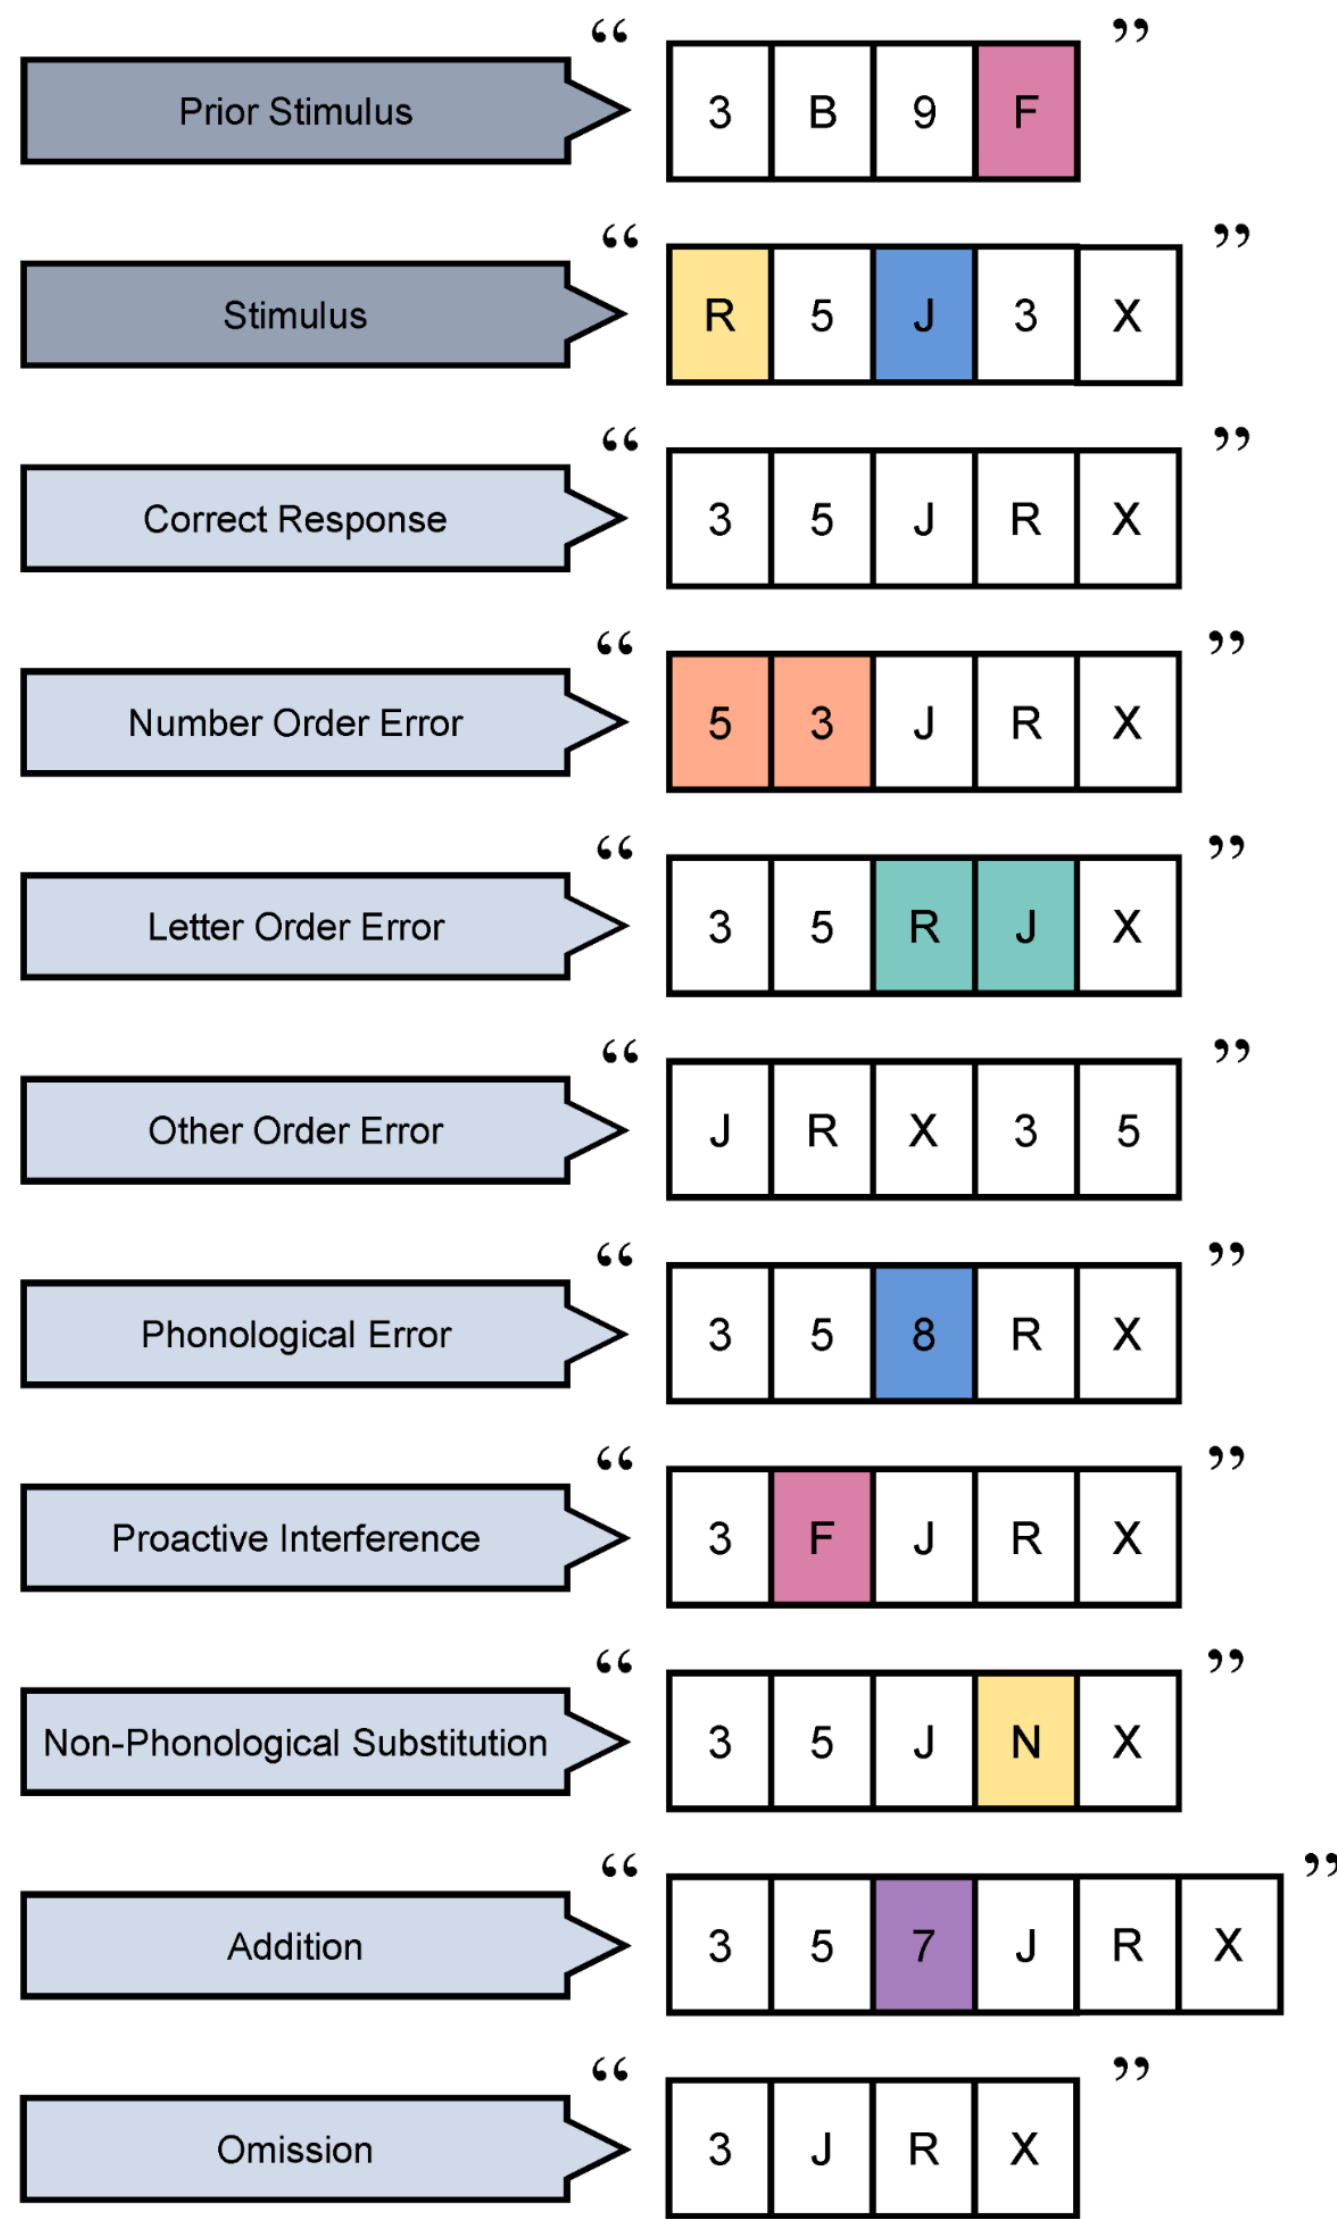 Prior Stimulus “ 3 B 9 F ”
Stimulus “ R 5 J 3 X ”
Correct Response “ 3 5 J R X ”
Number Order Error “ 5 3 J R X ”
Letter Order Error “ 3 5 R J X ”
Other Order Error “ J R X 3 5 ”
Phonological Error “ 3 5 8 R X ”
Proactive Interference “ 3 F J R X ”
Non-Phonological Substitution “ 3 5 J N X ”
Addition “ 3 5 7 J R X ”
Omission “ 3 J R X ”